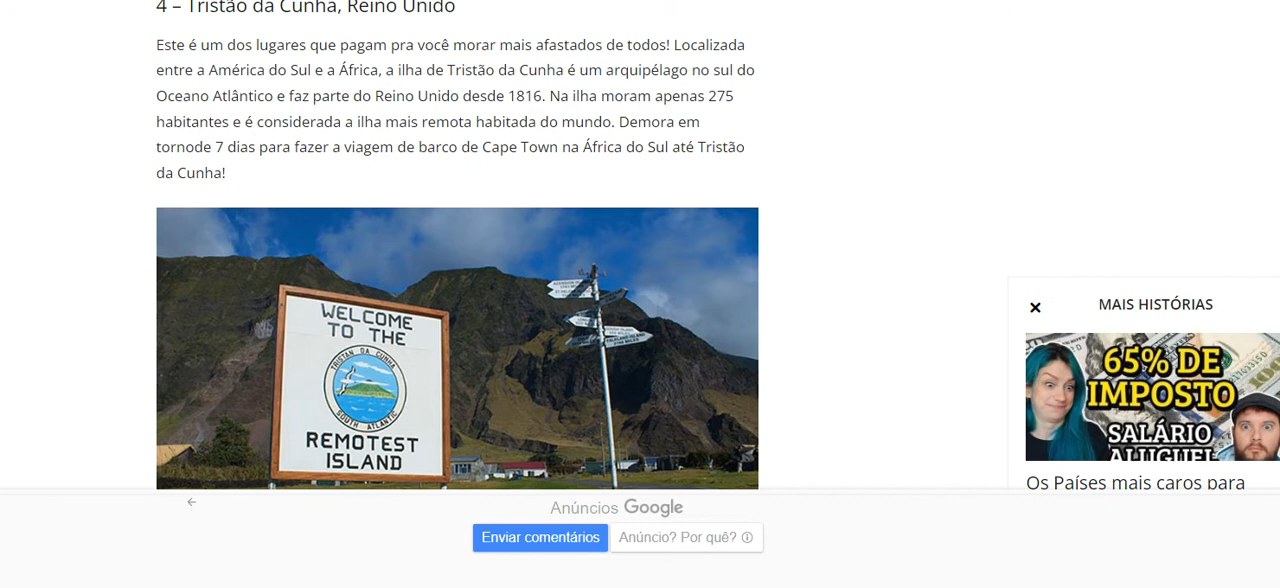 4 – Tristão da Cunha, Reino Unido
Este é um dos lugares que pagam pra você morar mais afastados de todos! Localizada
entre a América do Sul e a África, a ilha de Tristão da Cunha é um arquipélago no sul do
Oceano Atlântico e faz parte do Reino Unido desde 1816. Na ilha moram apenas 275
habitantes e é considerada a ilha mais remota habitada do mundo. Demora em
tornode 7 dias para fazer a viagem de barco de Cape Town na África do Sul até Tristão
da Cunha!
WELCOME
TO THE
TRISTAN DA CUNHA
SOUTH ATLANTIC
REMOTEST
ISLAND
MAIS HISTÓRIAS
65% DE
IMPOSTO
SALÁRIO
ALUGUEL
Os Países mais caros para
Anúncios Google
Enviar comentários
Anúncio? Por quê?